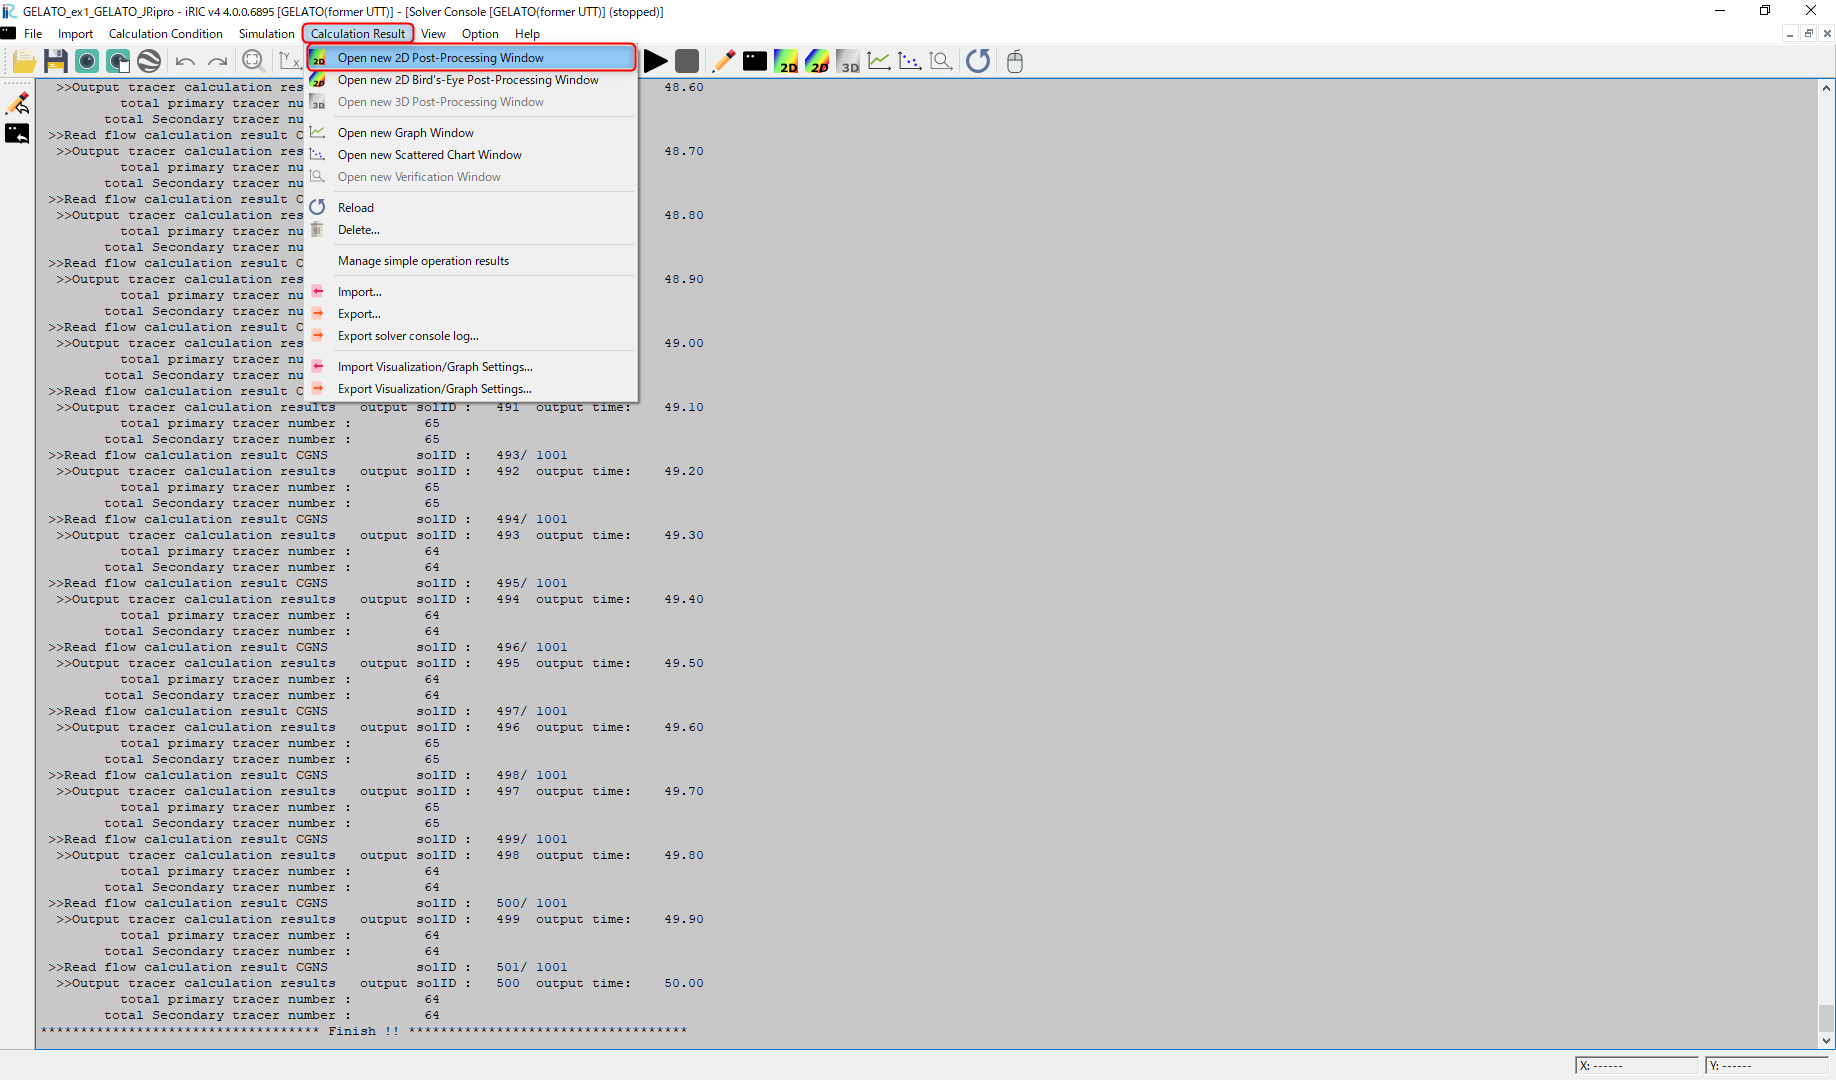 GELATO_ex1_GELATO_JP.ipro - iRIC v4 4.0.0.6895 [GELATO(former UTT)] - [Solver Console [GELATO(former UTT)] (stopped)]
File Import Calculation Condition Simulation Calculation Result View Option Help
Open new 2D Post-Processing Window
Open new 2D Bird's-Eye Post-Processing Window
Open new 3D Post-Processing Window
Open new Graph Window
Open new Scattered Chart Window
Open new Verification Window
Reload
Delete...
Manage simple operation results
Import...
Export...
Export solver console log...
Import Visualization/Graph Settings...
Export Visualization/Graph Settings...
>>Output tracer calculation res 48.60
total primary tracer nu
total Secondary tracer nu
>>Read flow calculation result C
>>Output tracer calculation res 48.70
total primary tracer nu
total Secondary tracer nu
>>Read flow calculation result C
>>Output tracer calculation res 48.80
total primary tracer nu
total Secondary tracer nu
>>Read flow calculation result C
>>Output tracer calculation res 48.90
total primary tracer nu
total Secondary tracer nu
>>Read flow calculation result C
>>Output tracer calculation res 49.00
total primary tracer nu
total Secondary tracer nu
>>Read flow calculation result C
>>Output tracer calculation results output solID : 491 output time: 49.10
total primary tracer number : 65
total Secondary tracer number : 65
>>Read flow calculation result CGNS solID : 493/ 1001
>>Output tracer calculation results output solID : 492 output time: 49.20
total primary tracer number : 65
total Secondary tracer number : 65
>>Read flow calculation result CGNS solID : 494/ 1001
>>Output tracer calculation results output solID : 493 output time: 49.30
total primary tracer number : 64
total Secondary tracer number : 64
>>Read flow calculation result CGNS solID : 495/ 1001
>>Output tracer calculation results output solID : 494 output time: 49.40
total primary tracer number : 64
total Secondary tracer number : 64
>>Read flow calculation result CGNS solID : 496/ 1001
>>Output tracer calculation results output solID : 495 output time: 49.50
total primary tracer number : 64
total Secondary tracer number : 64
>>Read flow calculation result CGNS solID : 497/ 1001
>>Output tracer calculation results output solID : 496 output time: 49.60
total primary tracer number : 65
total Secondary tracer number : 65
>>Read flow calculation result CGNS solID : 498/ 1001
>>Output tracer calculation results output solID : 497 output time: 49.70
total primary tracer number : 65
total Secondary tracer number : 65
>>Read flow calculation result CGNS solID : 499/ 1001
>>Output tracer calculation results output solID : 498 output time: 49.80
total primary tracer number : 64
total Secondary tracer number : 64
>>Read flow calculation result CGNS solID : 500/ 1001
>>Output tracer calculation results output solID : 499 output time: 49.90
total primary tracer number : 64
total Secondary tracer number : 64
>>Read flow calculation result CGNS solID : 501/ 1001
>>Output tracer calculation results output solID : 500 output time: 50.00
total primary tracer number : 64
total Secondary tracer number : 64
*********************************** Finish !! ***********************************
X: ------ Y: ------